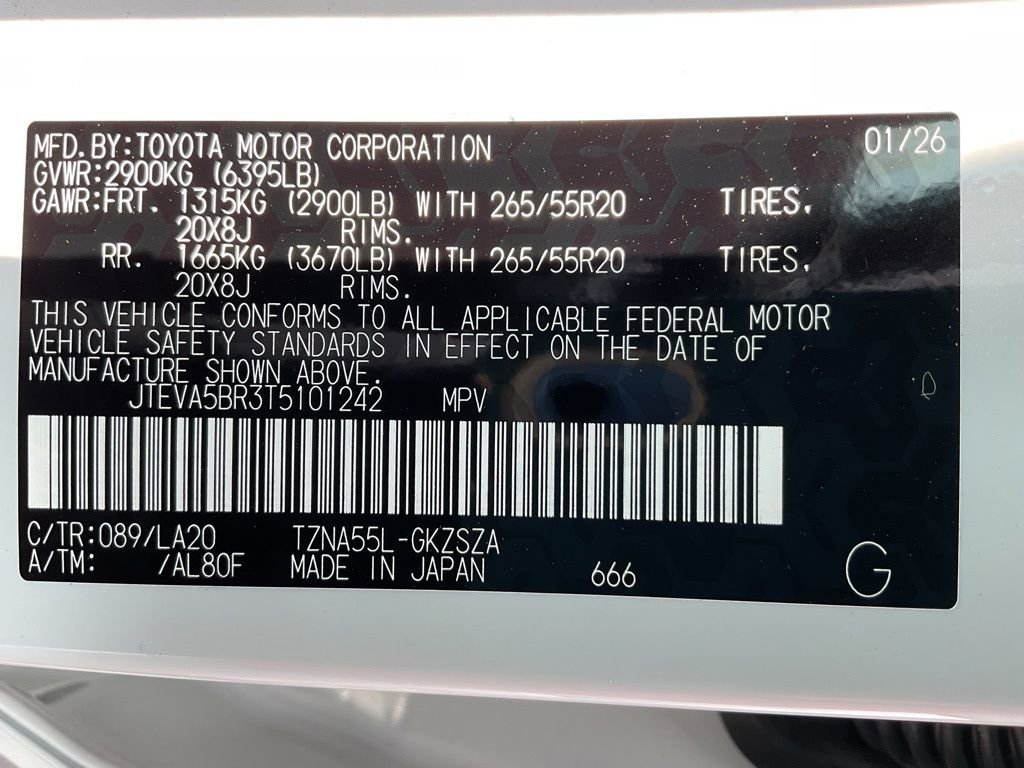 MFD.BY:TOYOTA MOTOR CORPORATION 01/26
GVWR:2900KG (6395LB)
GAWR:FRT. 1315KG (2900LB) WITH 265/55R20 TIRES.
20X8J RIMS.
RR. 1665KG (3670LB) WITH 265/55R20 TIRES.
20X8J RIMS.
THIS VEHICLE CONFORMS TO ALL APPLICABLE FEDERAL MOTOR
VEHICLE SAFETY STANDARDS IN EFFECT ON THE DATE OF
MANUFACTURE SHOWN ABOVE.
JTEVA5BR3T5101242 MPV
C/TR:089/LA20 TZNA55L-GKZSZA
A/TM: /AL80F MADE IN JAPAN 666 G